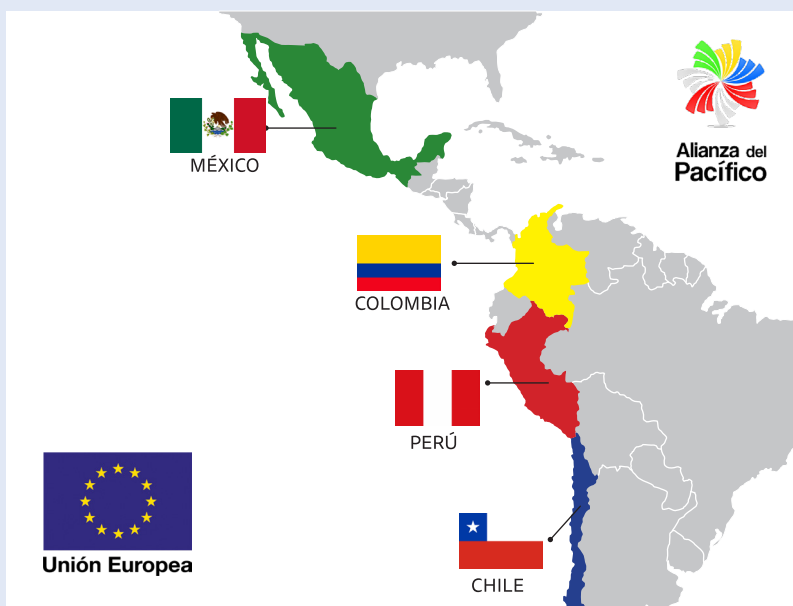 MÉXICO
Alianza del
Pacífico
COLOMBIA
PERÚ
Unión Europea
CHILE